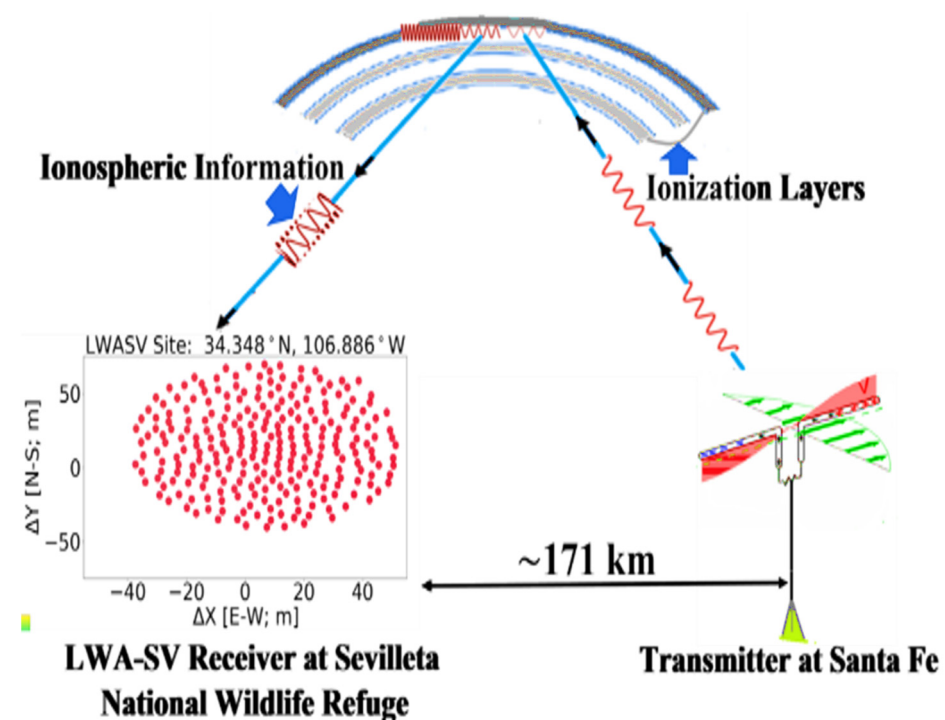 Ionospheric Information
Ionization Layers
LWASV Site: 34.348°N, 106.886°W
50
0
−50
ΔY [N-S; m]
−40 −20 0 20 40
ΔX [E-W; m]
V
~171 km
LWA-SV Receiver at Sevilleta
National Wildlife Refuge
Transmitter at Santa Fe